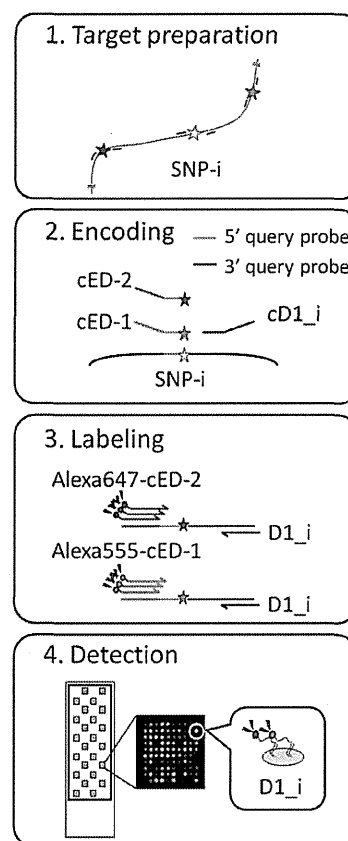 1. Target preparation
SNP-i
2. Encoding
5' query probe
3' query probe
cED-2
cED-1
cD1_i
SNP-i
3. Labeling
Alexa647-cED-2
D1_i
Alexa555-cED-1
D1_i
4. Detection
D1_i